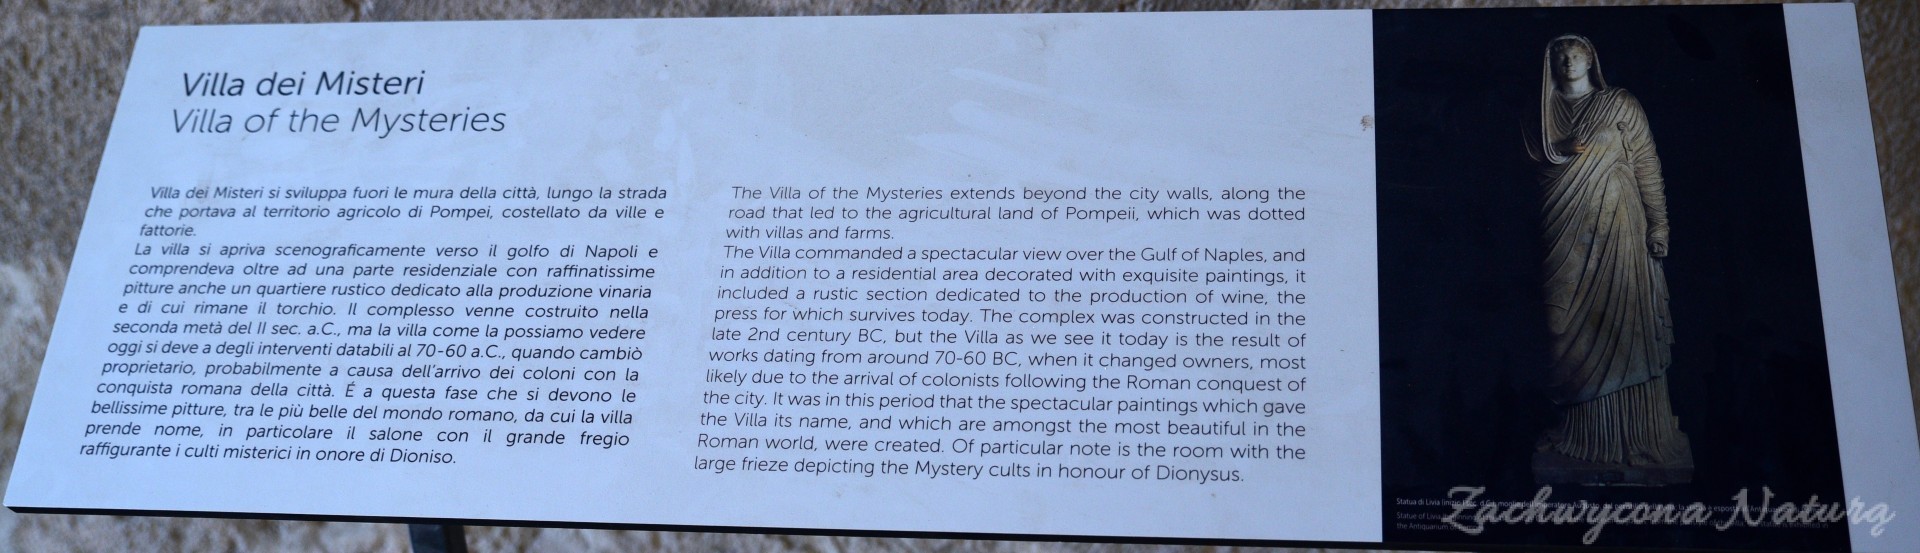 Villa dei Misteri
Villa of the Mysteries
Villa dei Misteri si sviluppa fuori le mura della città, lungo la strada
che portava al territorio agricolo di Pompei, costellato da ville e
fattorie.
La villa si apriva scenograficamente verso il golfo di Napoli e
comprendeva oltre ad una parte residenziale con raffinatissime
pitture anche un quartiere rustico dedicato alla produzione vinaria
e di cui rimane il torchio. Il complesso venne costruito nella
seconda metà del II sec. a.C., ma la villa come la possiamo vedere
oggi si deve a degli interventi databili al 70-60 a.C., quando cambiò
proprietario, probabilmente a causa dell'arrivo dei coloni con la
conquista romana della città. É a questa fase che si devono le
bellissime pitture, tra le più belle del mondo romano, da cui la villa
prende nome, in particolare il salone con il grande fregio
raffigurante i culti misterici in onore di Dioniso.
The Villa of the Mysteries extends beyond the city walls, along the
road that led to the agricultural land of Pompeii, which was dotted
with villas and farms.
The Villa commanded a spectacular view over the Gulf of Naples, and
in addition to a residential area decorated with exquisite paintings, it
included a rustic section dedicated to the production of wine, the
press for which survives today. The complex was constructed in the
late 2nd century BC, but the Villa as we see it today is the result of
works dating from around 70-60 BC, when it changed owners, most
likely due to the arrival of colonists following the Roman conquest of
the city. It was in this period that the spectacular paintings which gave
the Villa its name, and which are amongst the most beautiful in the
Roman world, were created. Of particular note is the room with the
large frieze depicting the Mystery cults in honour of Dionysus.
Statua di Livia
Statue of Livia
the Antiquarium
Zachwycona Naturą